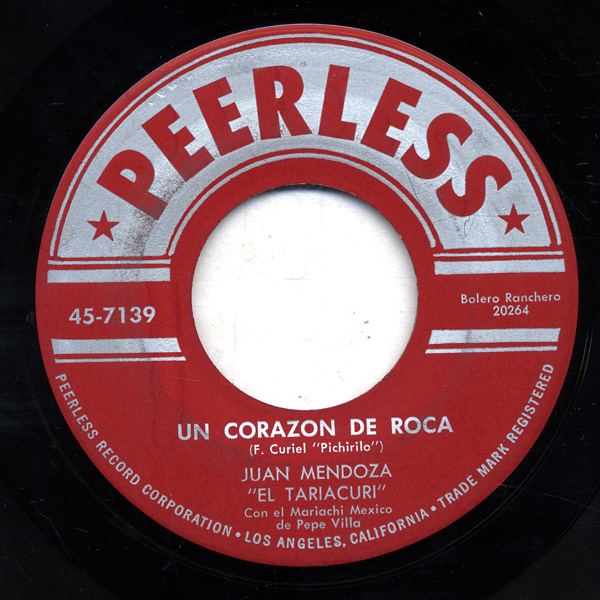 PEERLESS
45-7139
Bolero Ranchero
20264
UN CORAZON DE ROCA
(F. Curiel "Pichirilo")
JUAN MENDOZA
"EL TARIACURI"
Con el Mariachi Mexico
de Pepe Villa
PEERLESS RECORD CORPORATION • LOS ANGELES, CALIFORNIA • TRADE MARK REGISTERED